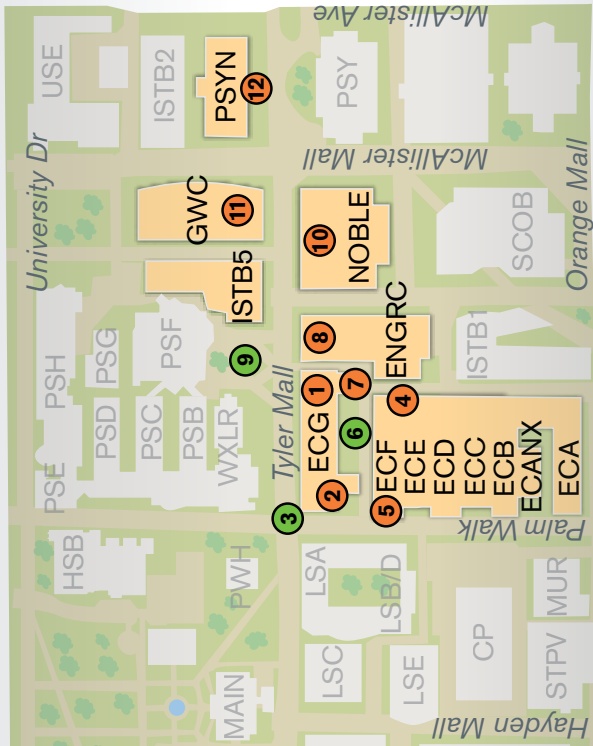 McAllister Ave
USE
ISTB2
PSYN
12
PSY
University Dr
McAllister Mall
GWC
11
10
NOBLE
SCOB
Orange Mall
ISTB5
PSH
PSG
PSF
9
8
ENGRC
ISTB1
Tyler Mall
PSE
PSD
PSC
PSB
WXLR
ECG
1
7
4
2
6
3
5
ECF
ECE
ECD
ECC
ECB
ECANX
ECA
Palm Walk
HSB
PWH
LSA
LSB/D
MUR
LSC
LSE
CP
STPV
MAIN
Hayden Mall